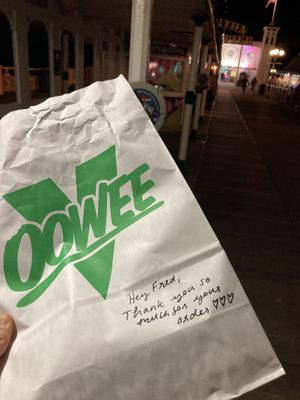 V
OOWEE
Hey Fred,
Thank you so
much for your
order ♡♡♡